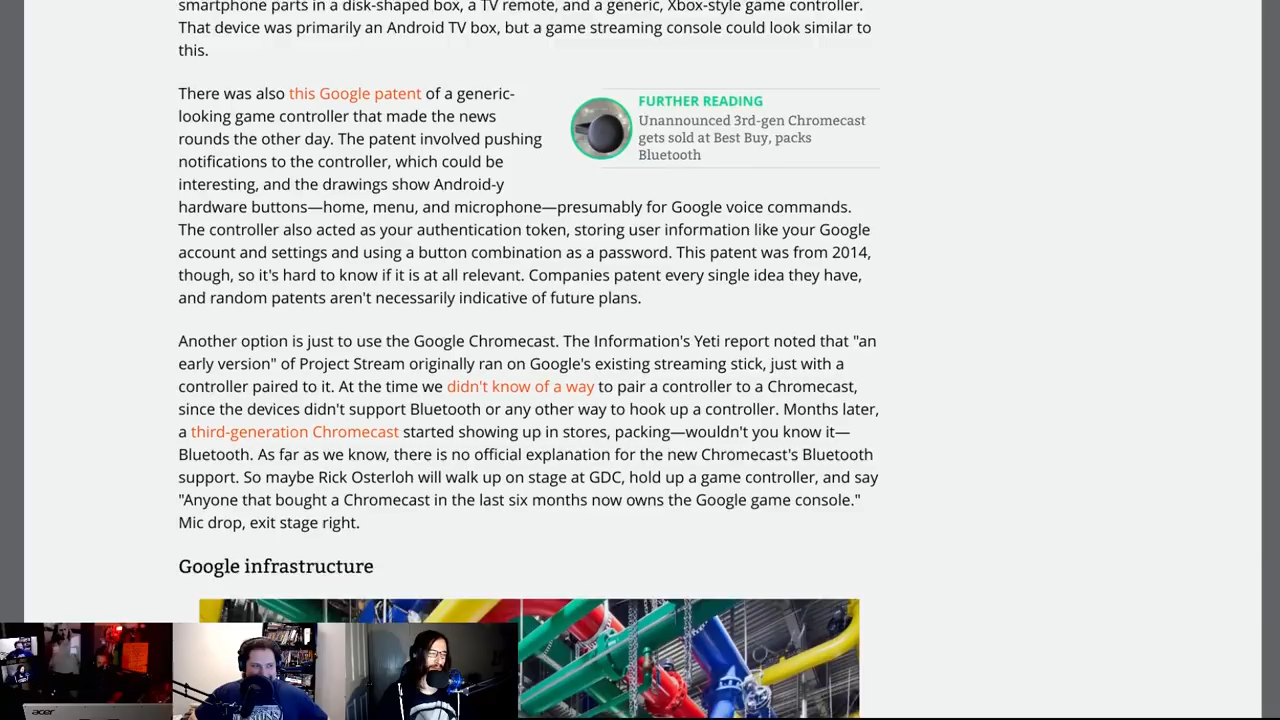 smartphone parts in a disk-shaped box, a TV remote, and a generic, Xbox-style game controller.
That device was primarily an Android TV box, but a game streaming console could look similar to
this.
There was also this Google patent of a generic-
looking game controller that made the news
rounds the other day. The patent involved pushing
notifications to the controller, which could be
interesting, and the drawings show Android-y
FURTHER READING
Unannounced 3rd-gen Chromecast
gets sold at Best Buy, packs
Bluetooth
hardware buttons—home, menu, and microphone—presumably for Google voice commands.
The controller also acted as your authentication token, storing user information like your Google
account and settings and using a button combination as a password. This patent was from 2014,
though, so it's hard to know if it is at all relevant. Companies patent every single idea they have,
and random patents aren't necessarily indicative of future plans.
Another option is just to use the Google Chromecast. The Information's Yeti report noted that "an
early version" of Project Stream originally ran on Google's existing streaming stick, just with a
controller paired to it. At the time we didn't know of a way to pair a controller to a Chromecast,
since the devices didn't support Bluetooth or any other way to hook up a controller. Months later,
a third-generation Chromecast started showing up in stores, packing—wouldn't you know it—
Bluetooth. As far as we know, there is no official explanation for the new Chromecast's Bluetooth
support. So maybe Rick Osterloh will walk up on stage at GDC, hold up a game controller, and say
"Anyone that bought a Chromecast in the last six months now owns the Google game console."
Mic drop, exit stage right.
Google infrastructure
acer